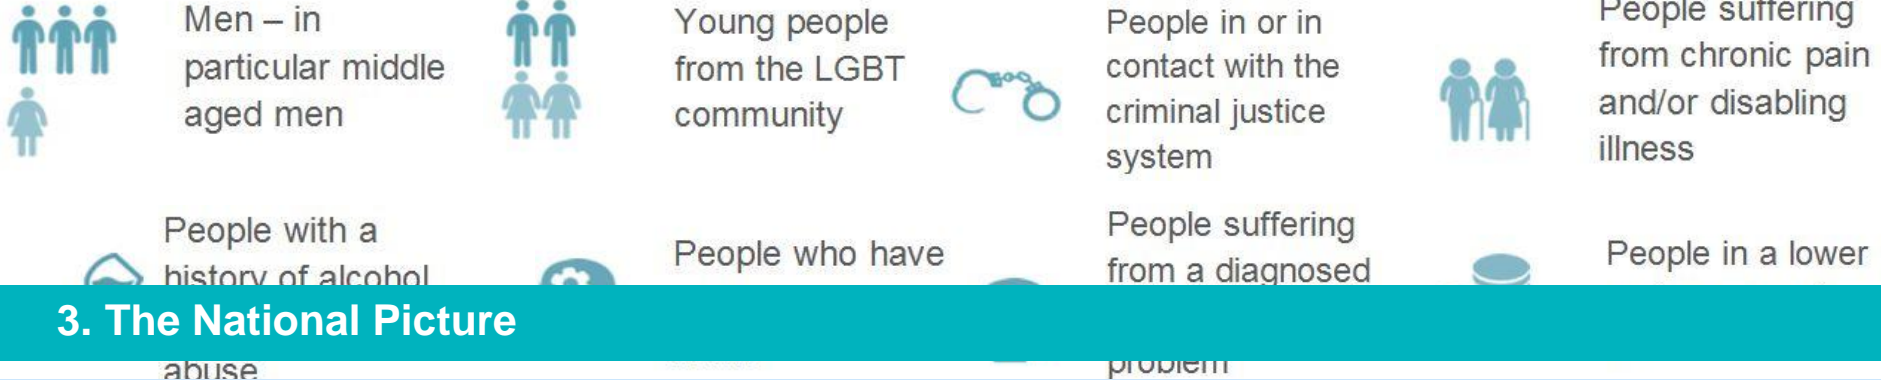 Men – in
particular middle
aged men
Young people
from the LGBT
community
People in or in
contact with the
criminal justice
system
People suffering
from chronic pain
and/or disabling
illness
People with a
history of alcohol
abuse
People who have
People suffering
from a diagnosed
problem
People in a lower
3. The National Picture